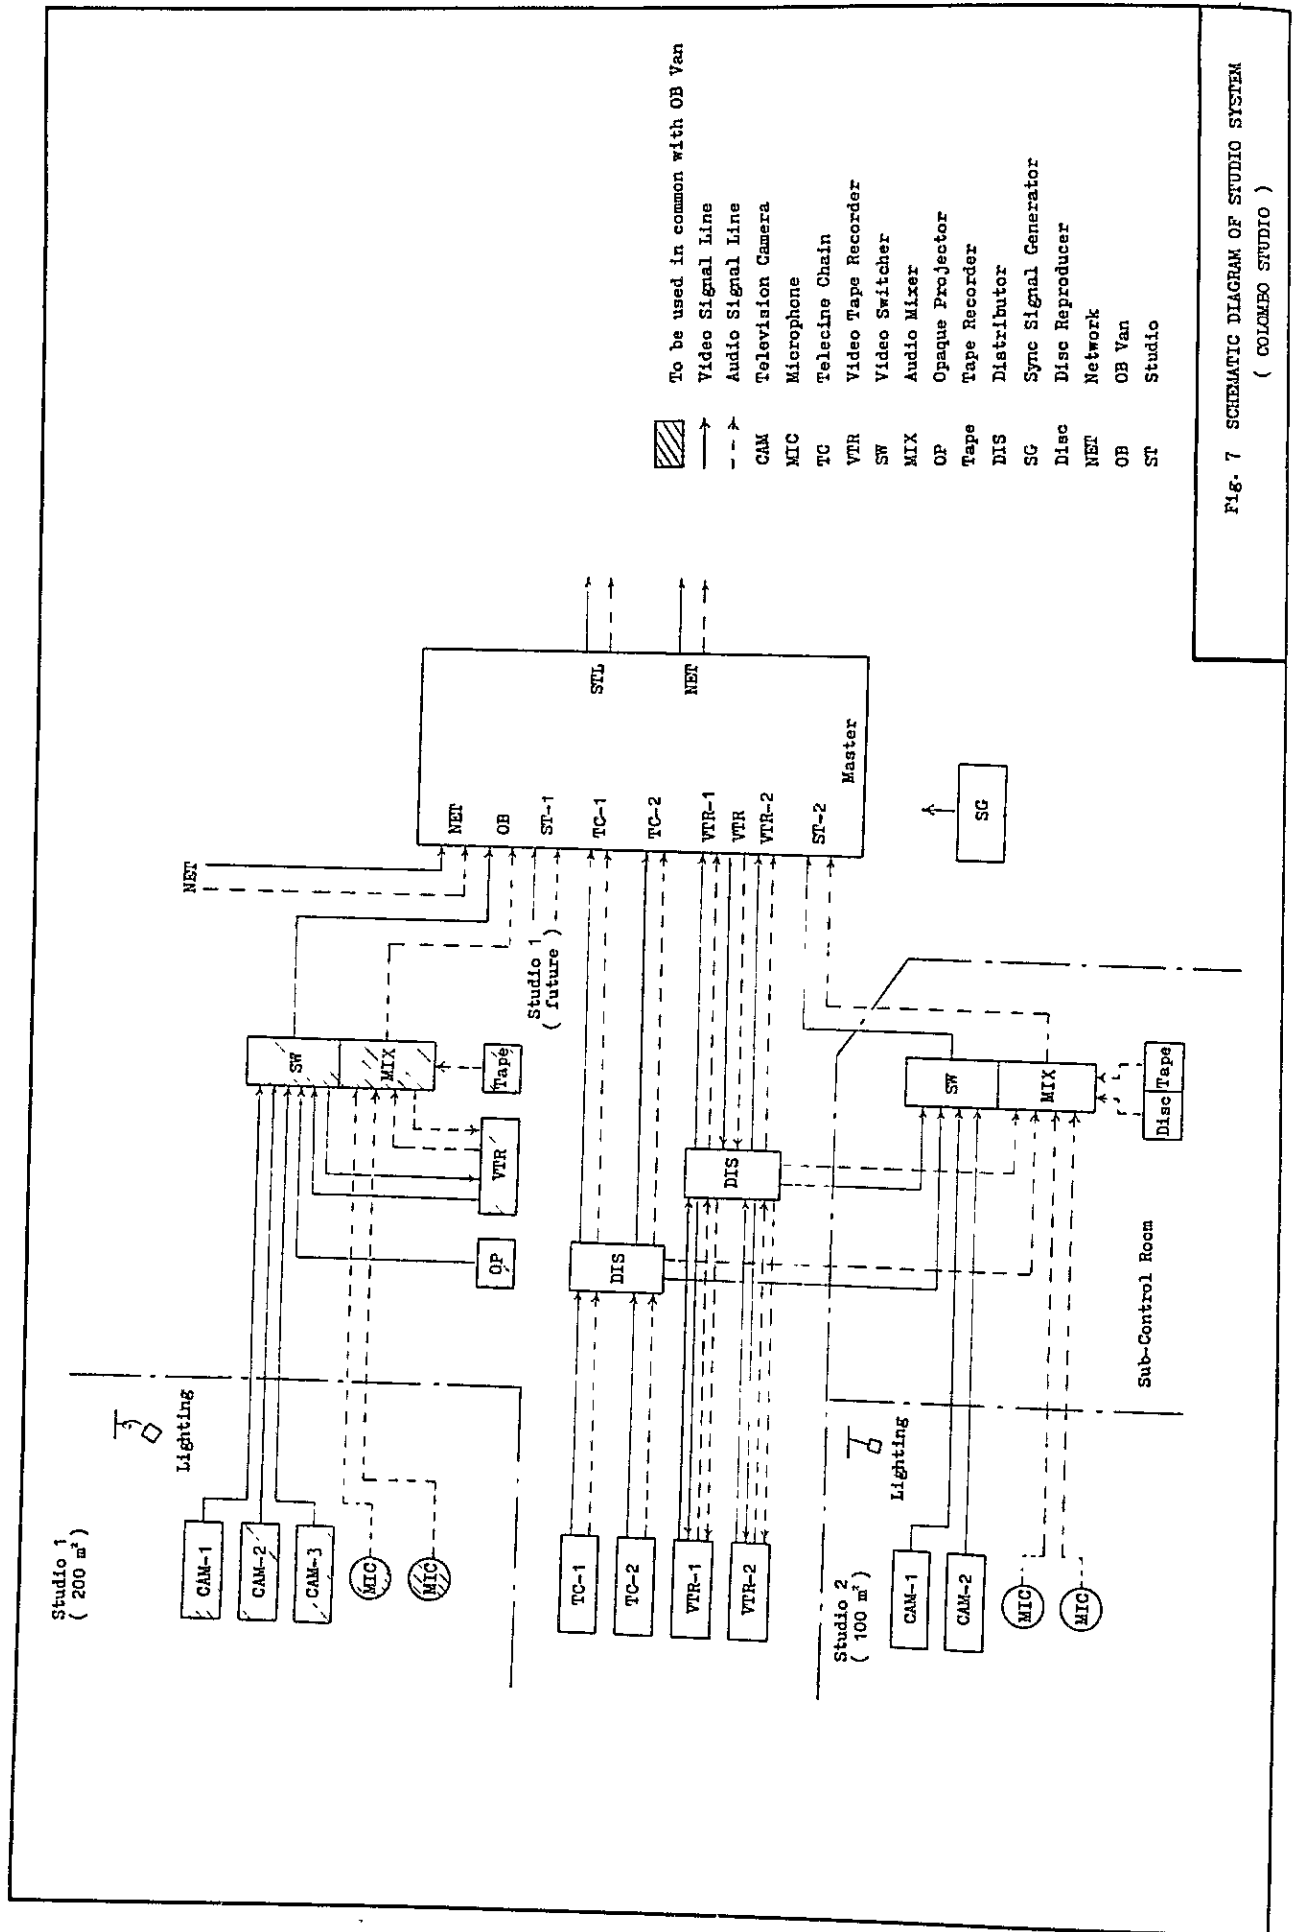 Studio 1
( 200 m² )
Lighting
CAM-1
CAM-2
CAM-3
MIC
MIC
OP
VTR
Tape
SW
MIX
NET
Studio 1
( future )
TC-1
TC-2
VTR-1
VTR-2
DIS
DIS
NET
OB
ST-1
TC-1
TC-2
VTR-1
VTR
VTR-2
ST-2
STL
NET
Master
SG
Studio 2
( 100 m² )
Lighting
CAM-1
CAM-2
MIC
MIC
SW
MIX
Disc Tape
Sub-Control Room
To be used in common with OB Van
Video Signal Line
Audio Signal Line
CAM Television Camera
MIC Microphone
TC Telecine Chain
VTR Video Tape Recorder
SW Video Switcher
MIX Audio Mixer
OP Opaque Projector
Tape Tape Recorder
DIS Distributor
SG Sync Signal Generator
Disc Disc Reproducer
NET Network
OB OB Van
ST Studio
Fig. 7 SCHEMATIC DIAGRAM OF STUDIO SYSTEM
( COLOMBO STUDIO )